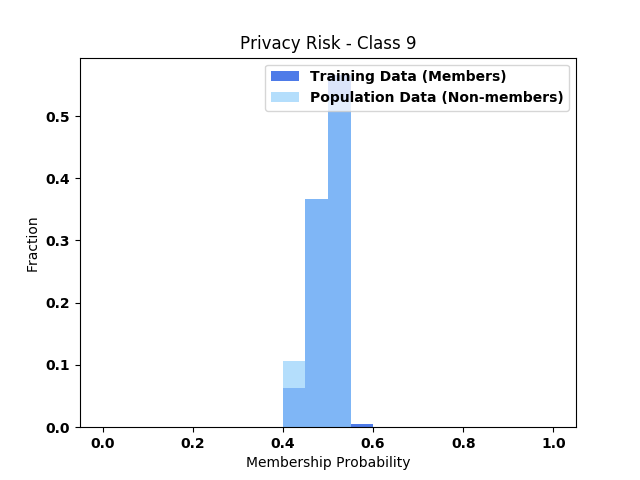 Privacy Risk - Class 9
Training Data (Members)
Population Data (Non-members)
Fraction
0.5
0.4
0.3
0.2
0.1
0.0
0.0 0.2 0.4 0.6 0.8 1.0
Membership Probability